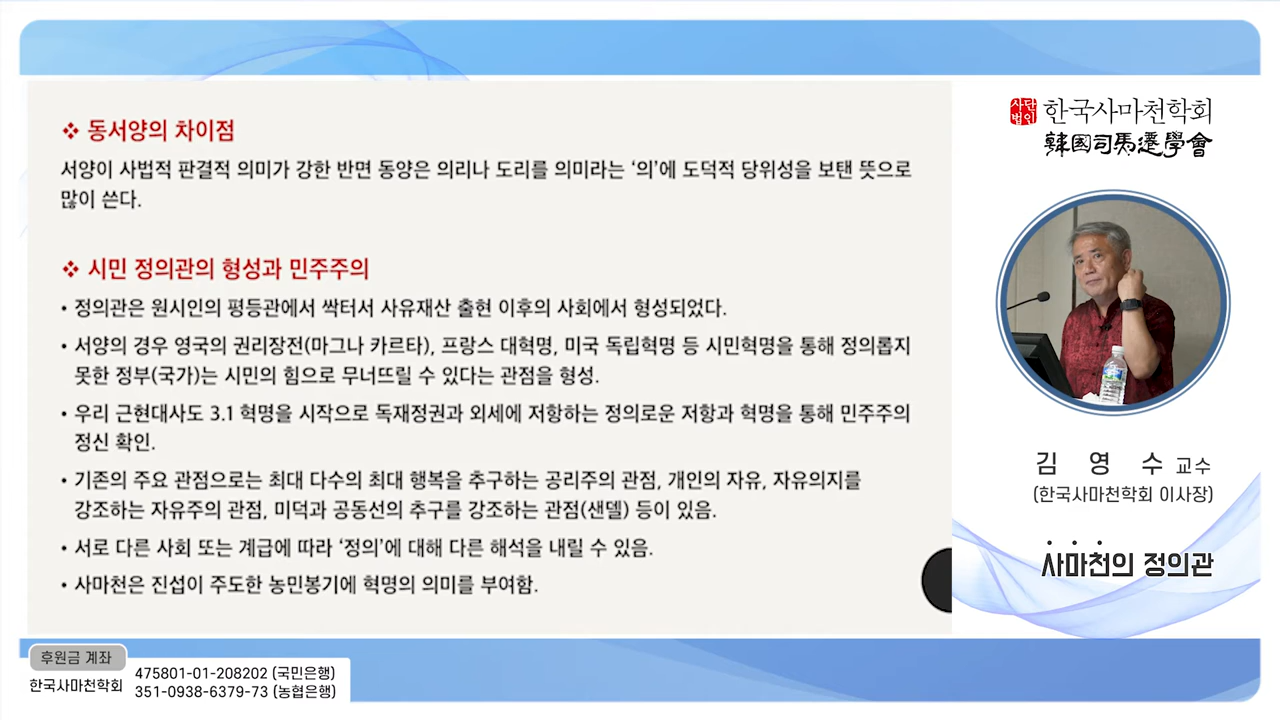 ❖ 동서양의 차이점
서양이 사법적 판결적 의미가 강한 반면 동양은 의리나 도리를 의미라는 ‘의’에 도덕적 당위성을 보탠 뜻으로
많이 쓴다.
❖ 시민 정의관의 형성과 민주주의
• 정의관은 원시인의 평등관에서 싹터서 사유재산 출현 이후의 사회에서 형성되었다.
• 서양의 경우 영국의 권리장전(마그나 카르타), 프랑스 대혁명, 미국 독립혁명 등 시민혁명을 통해 정의롭지
못한 정부(국가)는 시민의 힘으로 무너뜨릴 수 있다는 관점을 형성.
• 우리 근현대사도 3.1 혁명을 시작으로 독재정권과 외세에 저항하는 정의로운 저항과 혁명을 통해 민주주의
정신 확인.
• 기존의 주요 관점으로는 최대 다수의 최대 행복을 추구하는 공리주의 관점, 개인의 자유, 자유의지를
강조하는 자유주의 관점, 미덕과 공동선의 추구를 강조하는 관점(샌델) 등이 있음.
• 서로 다른 사회 또는 계급에 따라 ‘정의’에 대해 다른 해석을 내릴 수 있음.
• 사마천은 진섭이 주도한 농민봉기에 혁명의 의미를 부여함.
사단법인 한국사마천학회
韓國司馬遷學會
김영수 교수
(한국사마천학회 이사장)
사마천의 정의관
후원금 계좌
한국사마천학회
475801-01-208202 (국민은행)
351-0938-6379-73 (농협은행)